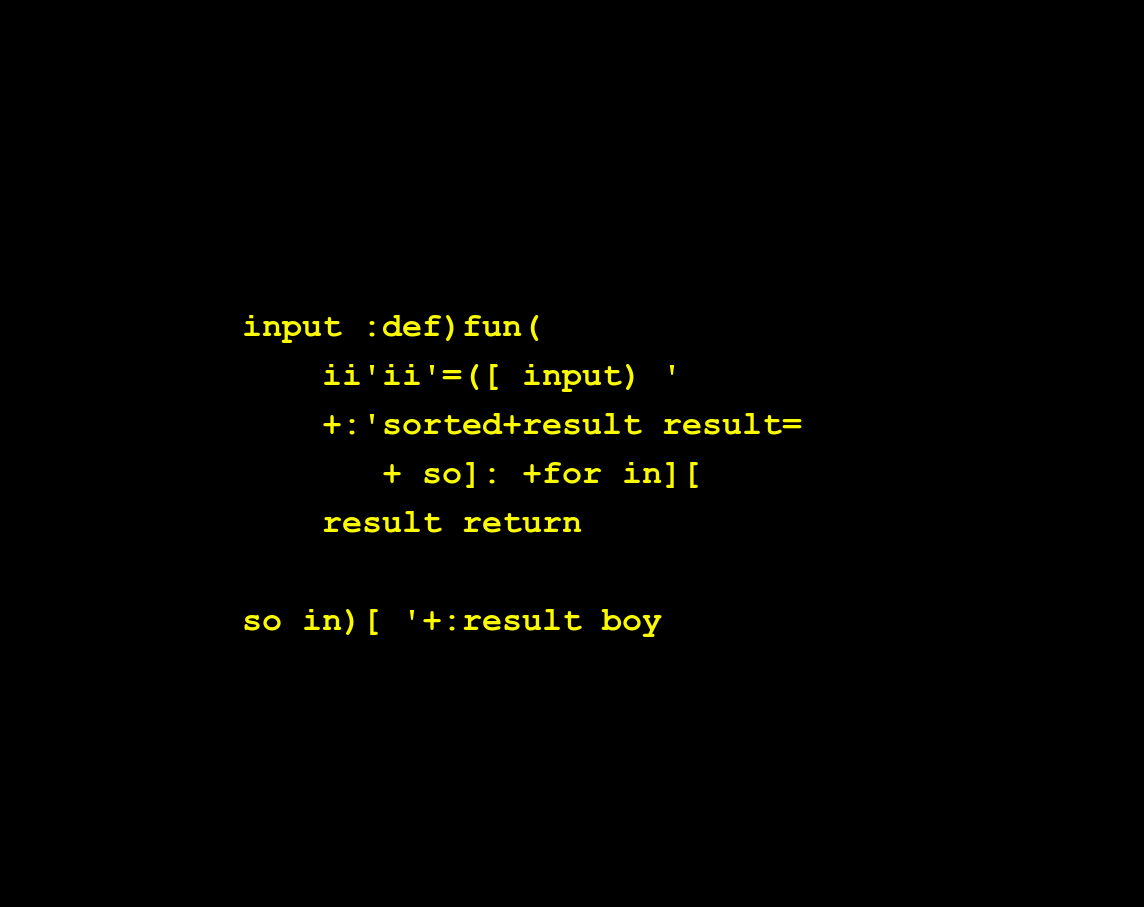 input :def)fun(
    ii'ii'=([ input) '
    +:'sorted+result result=
       + so]: +for in][
    result return

so in)[ '+:result boy